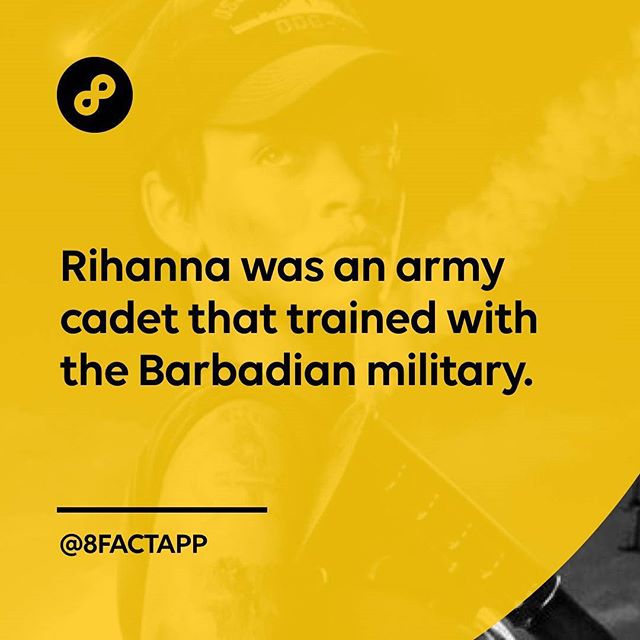 Rihanna was an army
cadet that trained with
the Barbadian military.
@8FACTAPP